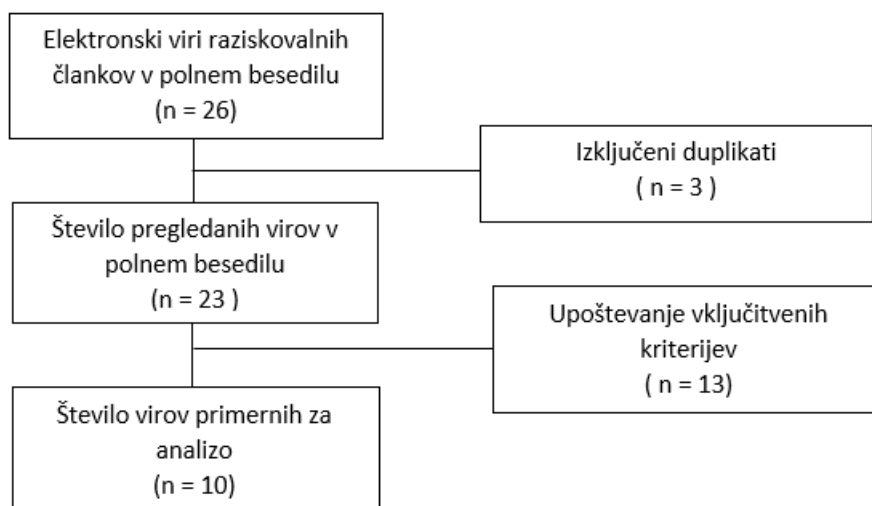 Elektronski viri raziskovalnih
člankov v polnem besedilu
(n = 26)
Izključeni duplikati
( n = 3 )
Število pregledanih virov v
polnem besedilu
(n = 23 )
Upoštevanje vključitvenih
kriterijev
( n = 13)
Število virov primernih za
analizo
(n = 10)